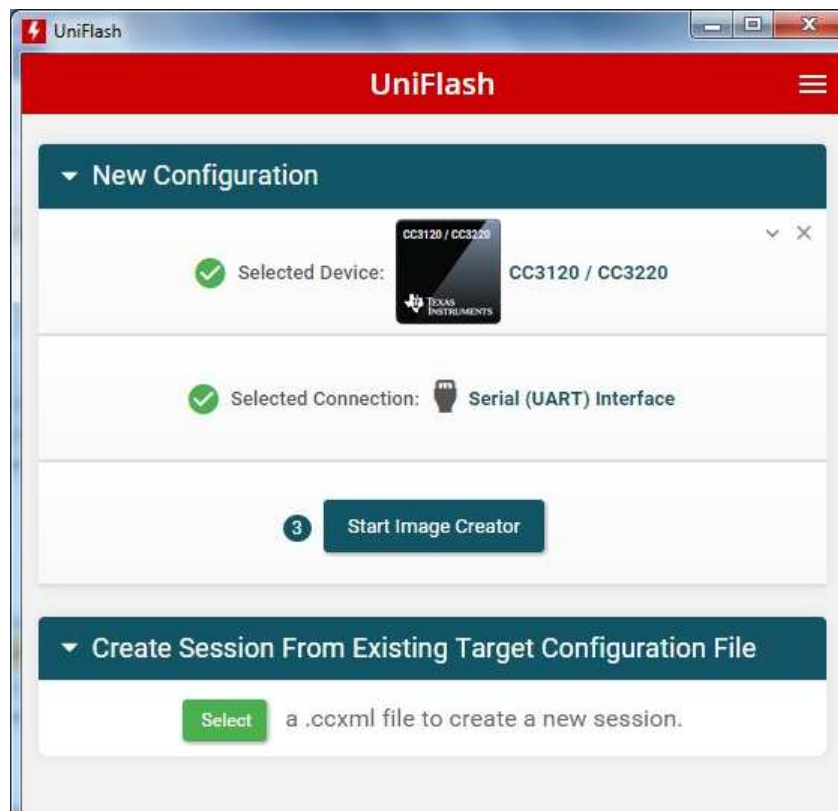 UniFlash
UniFlash
New Configuration
CC3120 / CC3220
Selected Device:
TEXAS
INSTRUMENTS
CC3120 / CC3220
Selected Connection: Serial (UART) Interface
3 Start Image Creator
Create Session From Existing Target Configuration File
Select a .ccxml file to create a new session.